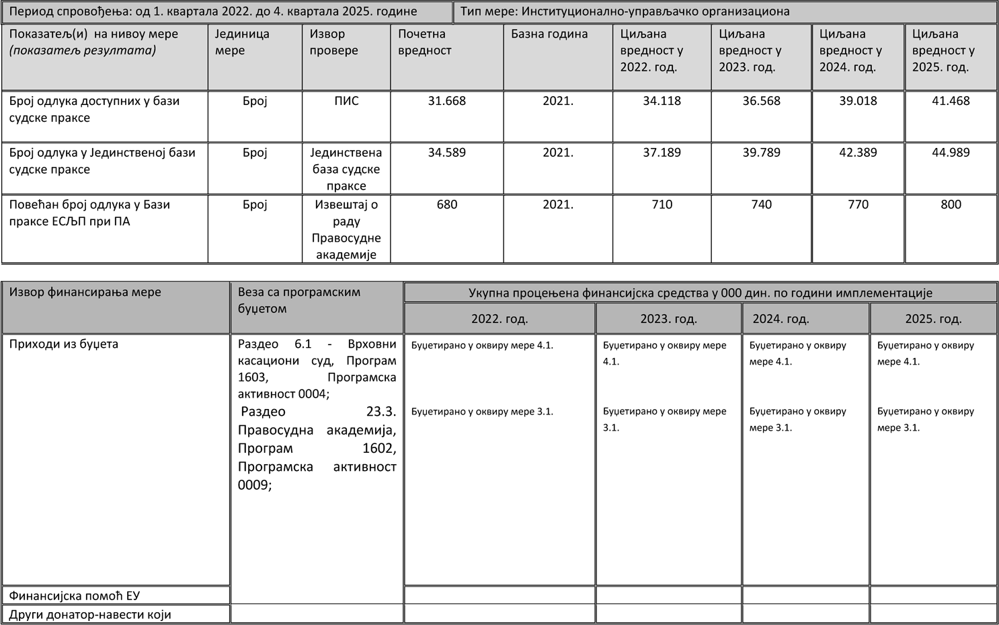 Период спровођења: од 1. квартала 2022. до 4. квартала 2025. године
Тип мере: Институционално-управљачко организациона
Показатељ(и) на нивоу мере
(показатељ резултата)
Јединица
мере
Извор
провере
Почетна
вредност
Базна година
Циљана
вредност у
2022. год.
Циљана
вредност у
2023. год.
Циљана
вредност у
2024. год.
Циљана
вредност у
2025. год.
Број одлука доступних у бази
судске праксе
Број
ПИС
31.668
2021.
34.118
36.568
39.018
41.468
Број одлука у Јединственој бази
судске праксе
Број
Јединствена
база судске
праксе
34.589
2021.
37.189
39.789
42.389
44.989
Повећан број одлука у Бази
праксе ЕСЉП при ПА
Број
Извештај о
раду
Правосудне
академије
680
2021.
710
740
770
800
Извор финансирања мере
Веза са програмским
буџетом
Укупна процењена финансијска средства у 000 дин. по години имплементације
2022. год.
2023. год.
2024. год.
2025. год.
Приходи из буџета
Раздео 6.1 - Врховни
касациони суд, Програм
1603, Програмска
активност 0004;
Раздео 23.3.
Правосудна академија,
Програм 1602,
Програмска активност
0009;
Буџетирано у оквиру мере 4.1.
Буџетирано у оквиру мере
4.1.
Буџетирано у оквиру
мере 4.1.
Буџетирано у оквиру
мере 4.1.
Буџетирано у оквиру мере 3.1.
Буџетирано у оквиру мере
3.1.
Буџетирано у оквиру
мере 3.1.
Буџетирано у оквиру
мере 3.1.
Финансијска помоћ ЕУ
Други донатор-навести који